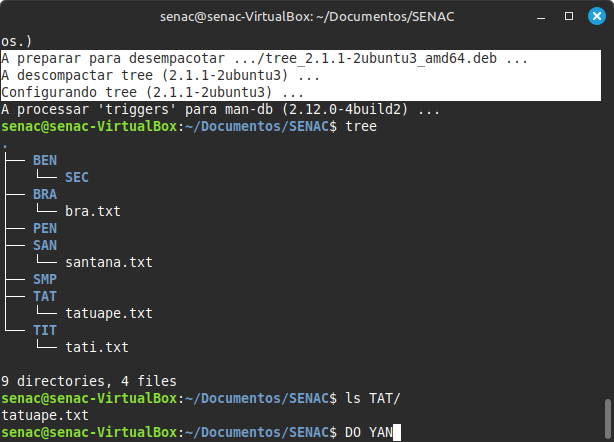 senac@senac-VirtualBox: ~/Documentos/SENAC
os.)
A preparar para desempacotar .../tree_2.1.1-2ubuntu3_amd64.deb ...
A descompactar tree (2.1.1-2ubuntu3) ...
Configurando tree (2.1.1-2ubuntu3) ...
A processar 'triggers' para man-db (2.12.0-4build2) ...
senac@senac-VirtualBox:~/Documentos/SENAC$ tree
.
├── BEN
│   └── SEC
├── BRA
│   └── bra.txt
├── PEN
├── SAN
│   └── santana.txt
├── SMP
├── TAT
│   └── tatuape.txt
└── TIT
    └── tati.txt
9 directories, 4 files
senac@senac-VirtualBox:~/Documentos/SENAC$ ls TAT/
tatuape.txt
senac@senac-VirtualBox:~/Documentos/SENAC$ DO YAN